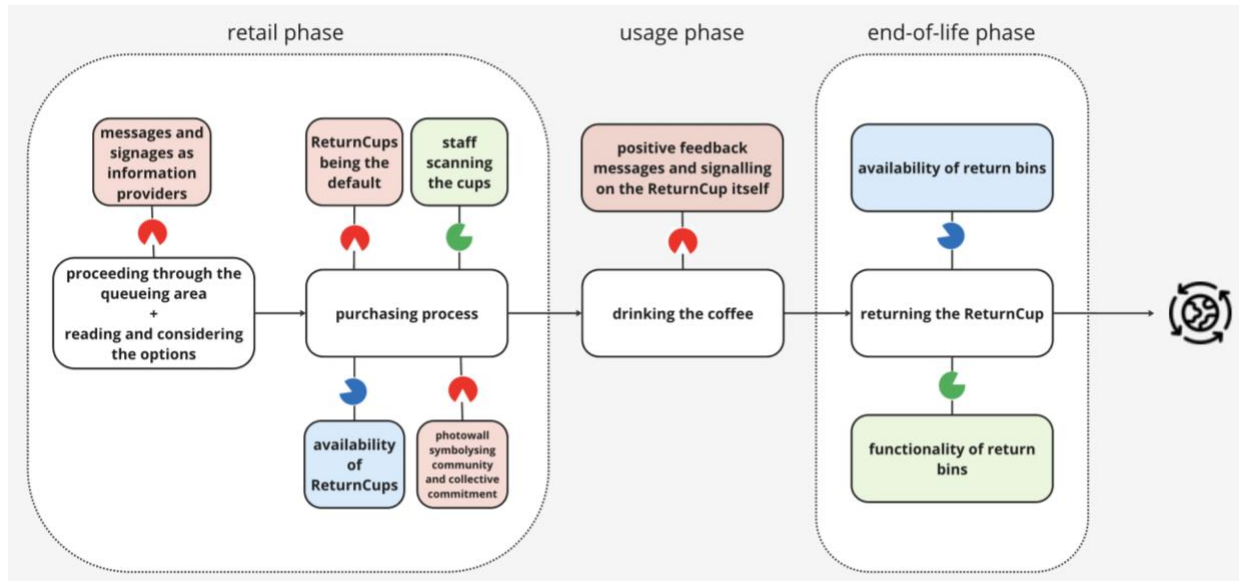 retail phase
usage phase
end-of-life phase
messages and
signages as
information
providers
ReturnCups
being the
default
staff
scanning
the cups
positive feedback
messages and signalling
on the ReturnCup itself
availability of return bins
proceeding through the
queueing area
+
reading and considering
the options
purchasing process
drinking the coffee
returning the ReturnCup
availability
of
ReturnCups
photowall
symbolysing
community
and collective
commitment
functionality of return
bins